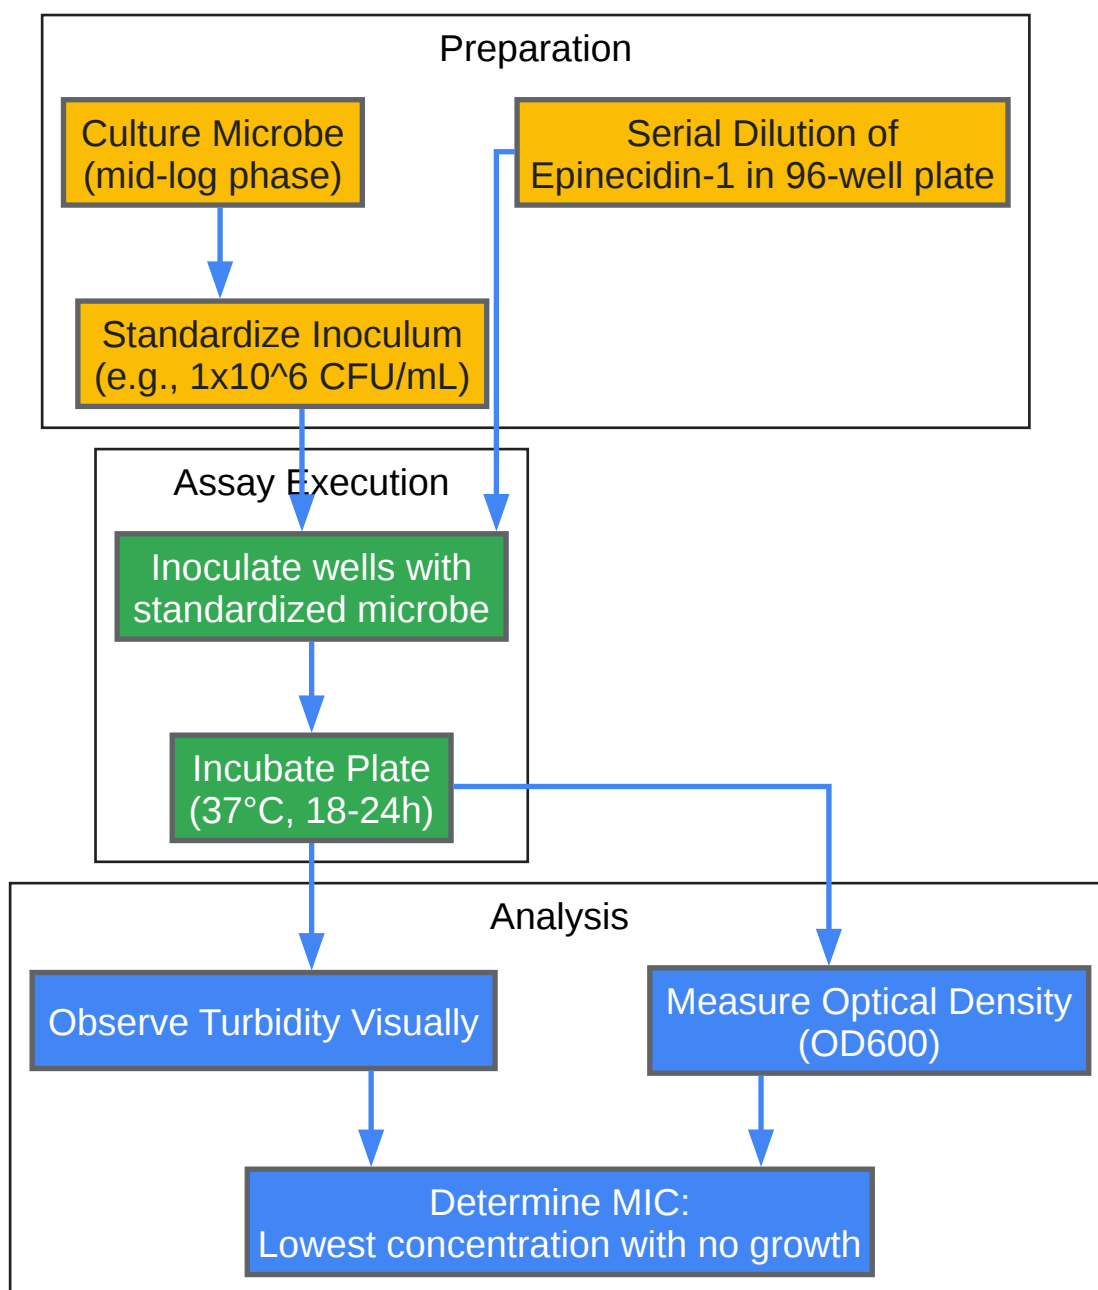 Preparation
Culture Microbe
(mid-log phase)
Serial Dilution of
Epinecidin-1 in 96-well plate
Standardize Inoculum
(e.g., 1x10^6 CFU/mL)
Assay Execution
Inoculate wells with
standardized microbe
Incubate Plate
(37°C, 18-24h)
Analysis
Observe Turbidity Visually
Measure Optical Density
(OD600)
Determine MIC:
Lowest concentration with no growth